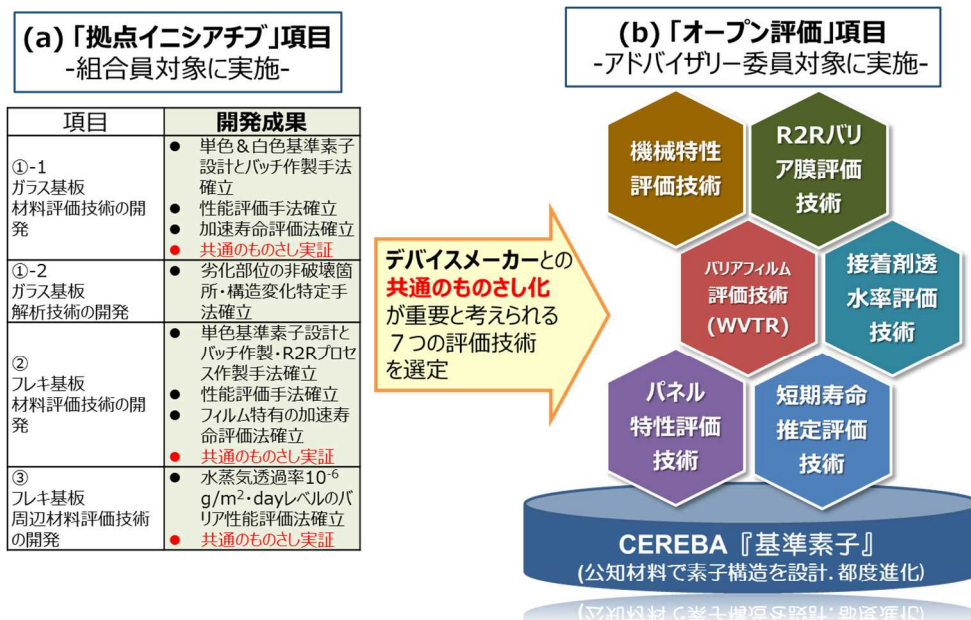 (a) 「拠点イニシアチブ」項目
-組合員対象に実施-
項目
開発成果
①-1
ガラス基板
材料評価技術の開
発
● 単色＆白色基準素子
設計とバッチ作製手法
確立
● 性能評価手法確立
● 加速寿命評価法確立
● 共通のものさし実証
①-2
ガラス基板
解析技術の開発
● 劣化部位の非破壊箇
所・構造変化特定手
法確立
②
フレキ基板
材料評価技術の開
発
● 単色基準素子設計と
バッチ作製・R2Rプロセ
ス作製手法確立
● 性能評価手法確立
● フィルム特有の加速寿
命評価法確立
● 共通のものさし実証
③
フレキ基板
周辺材料評価技術
の開発
● 水蒸気透過率10⁻⁶
g/m²・dayレベルのバ
リア性能評価法確立
● 共通のものさし実証
デバイスメーカーとの
共通のものさし化
が重要と考えられる
７つの評価技術
を選定
(b) 「オープン評価」項目
-アドバイザリー委員対象に実施-
機械特性
評価技術
R2Rバリ
ア膜評価
技術
バリアフィルム
評価技術
(WVTR)
接着剤透
水率評価
技術
パネル
特性評価
技術
短期寿命
推定評価
技術
CEREBA『基準素子』
(公知材料で素子構造を設計．都度進化)